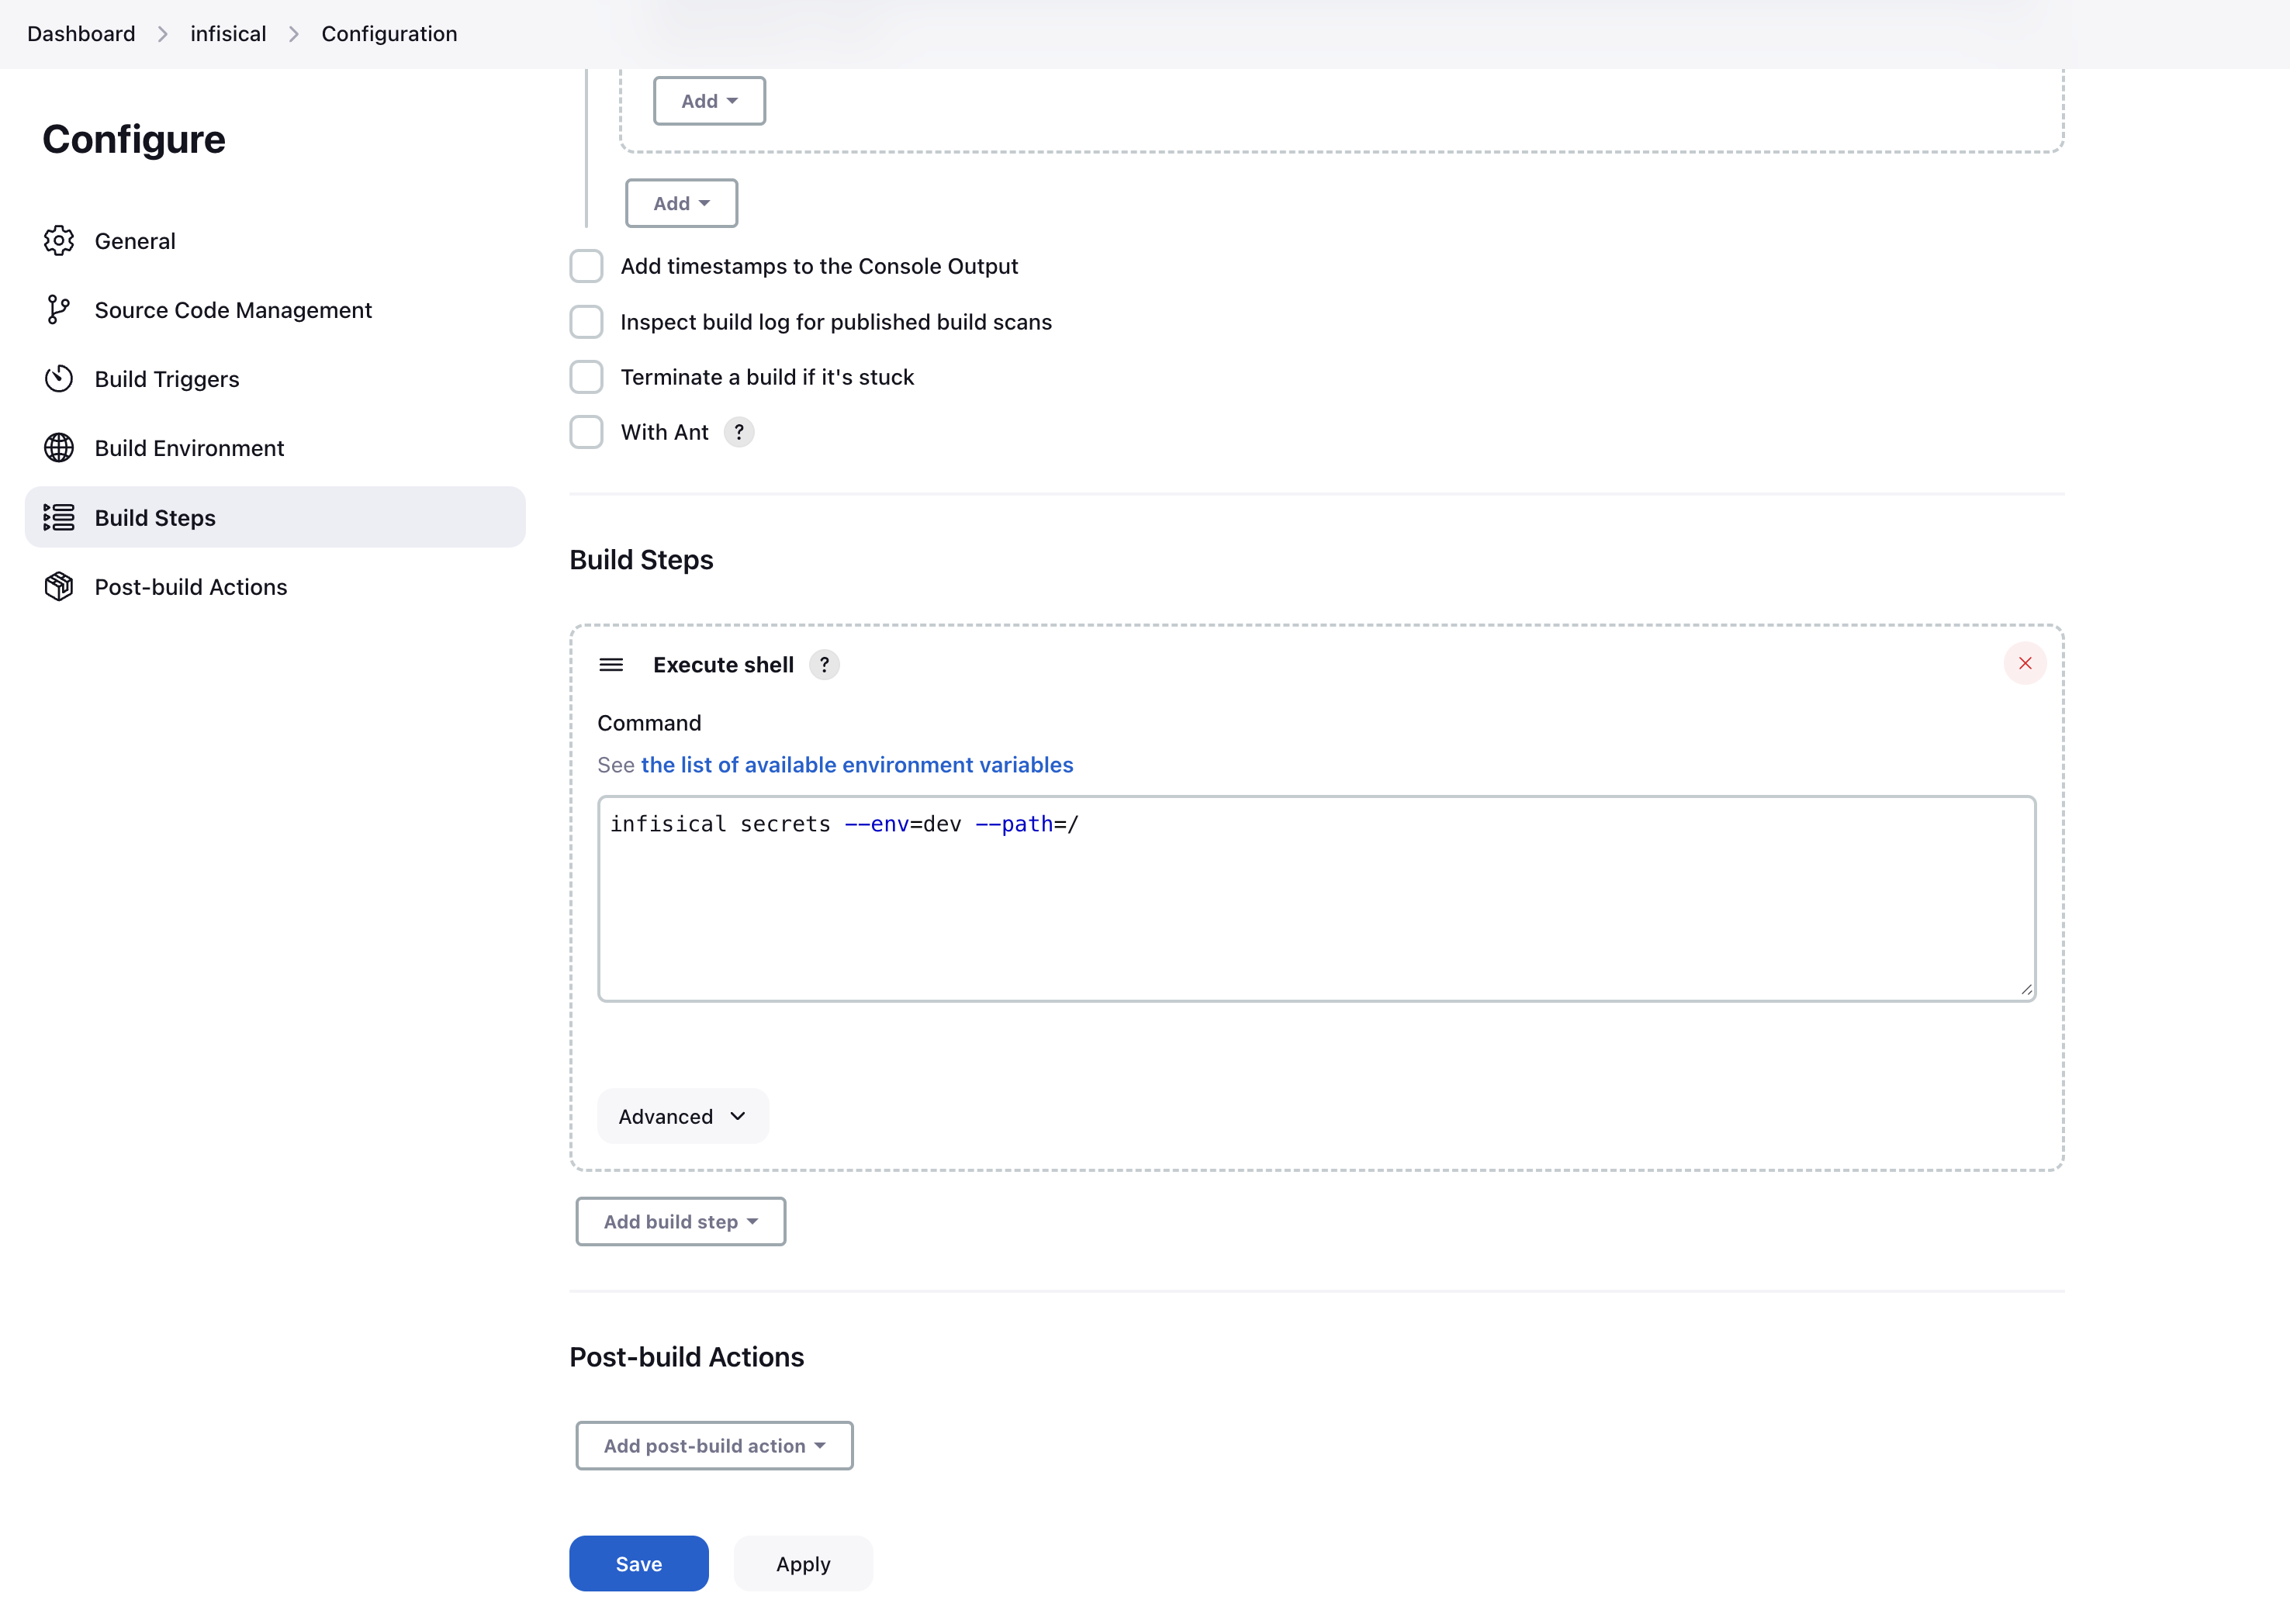 Dashboard
infisical
Configuration
Configure
General
Source Code Management
Build Triggers
Build Environment
Build Steps
Post-build Actions
Add
Add
Add timestamps to the Console Output
Inspect build log for published build scans
Terminate a build if it's stuck
With Ant ?
Build Steps
Execute shell ?
Command
See the list of available environment variables
infisical secrets --env=dev --path=/
Advanced
Add build step
Post-build Actions
Add post-build action
Save
Apply